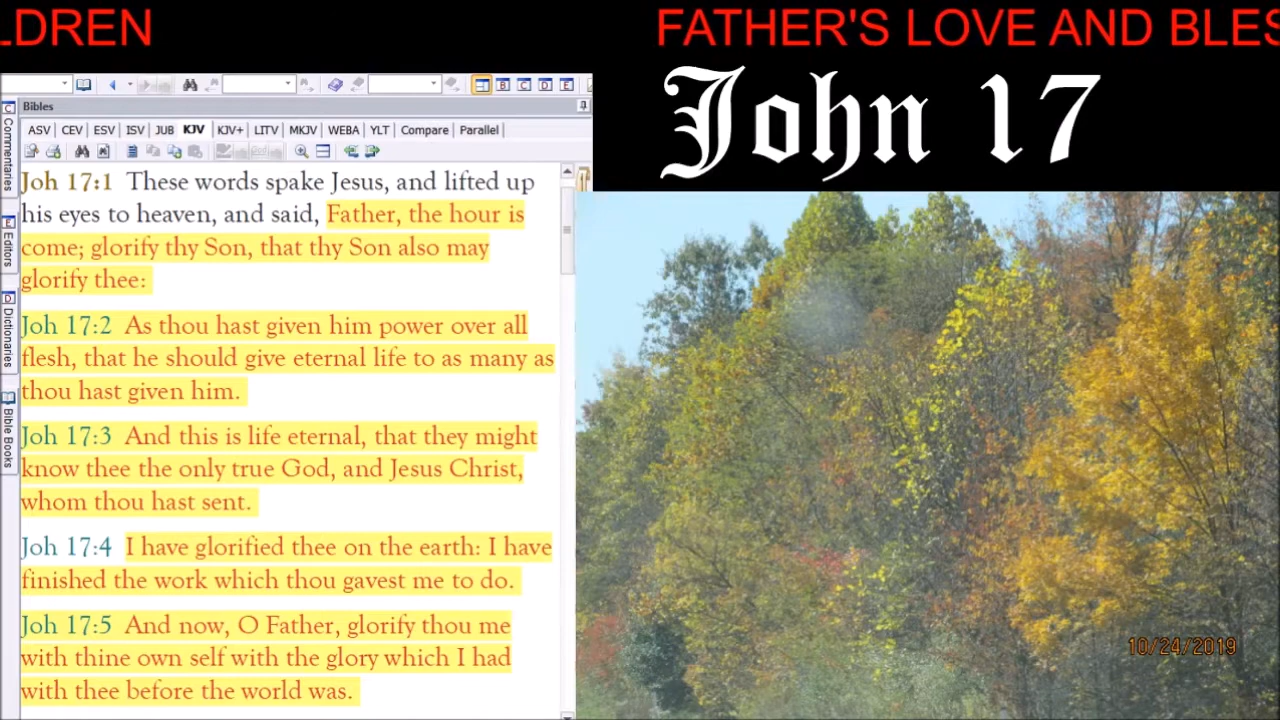 LDREN
FATHER'S LOVE AND BLES
John 17
B C D E
Bibles
ASV CEV ESV ISV JUB KJV KJV+ LITV MKJV WEBA YLT Compare Parallel
C Commentaries
E Editors
D Dictionaries
Bible Books
Joh 17:1 These words spake Jesus, and lifted up
his eyes to heaven, and said, Father, the hour is
come; glorify thy Son, that thy Son also may
glorify thee:
Joh 17:2 As thou hast given him power over all
flesh, that he should give eternal life to as many as
thou hast given him.
Joh 17:3 And this is life eternal, that they might
know thee the only true God, and Jesus Christ,
whom thou hast sent.
Joh 17:4 I have glorified thee on the earth: I have
finished the work which thou gavest me to do.
Joh 17:5 And now, O Father, glorify thou me
with thine own self with the glory which I had
with thee before the world was.
10/24/2019